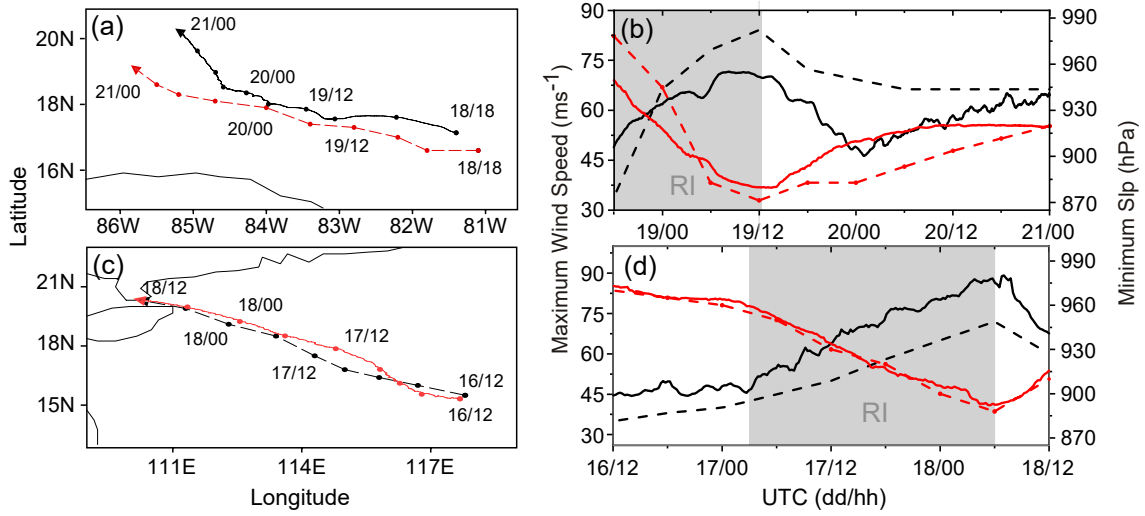 (a)
21/00
20/00
19/12
18/18
21/00
20/00
19/12
18/18
20N
18N
16N
86W
85W
84W
83W
82W
81W
Latitude
(b)
RI
90
75
60
45
30
980
960
930
900
870
19/00
19/12
20/00
20/12
21/00
Maximum Wind Speed (ms⁻¹)
Minimum Slp (hPa)
(c)
18/12
18/00
17/12
18/00
17/12
16/12
16/12
21N
18N
15N
111E
114E
117E
Longitude
(d)
RI
90
75
60
45
30
980
960
930
900
870
16/12
17/00
17/12
18/00
18/12
UTC (dd/hh)